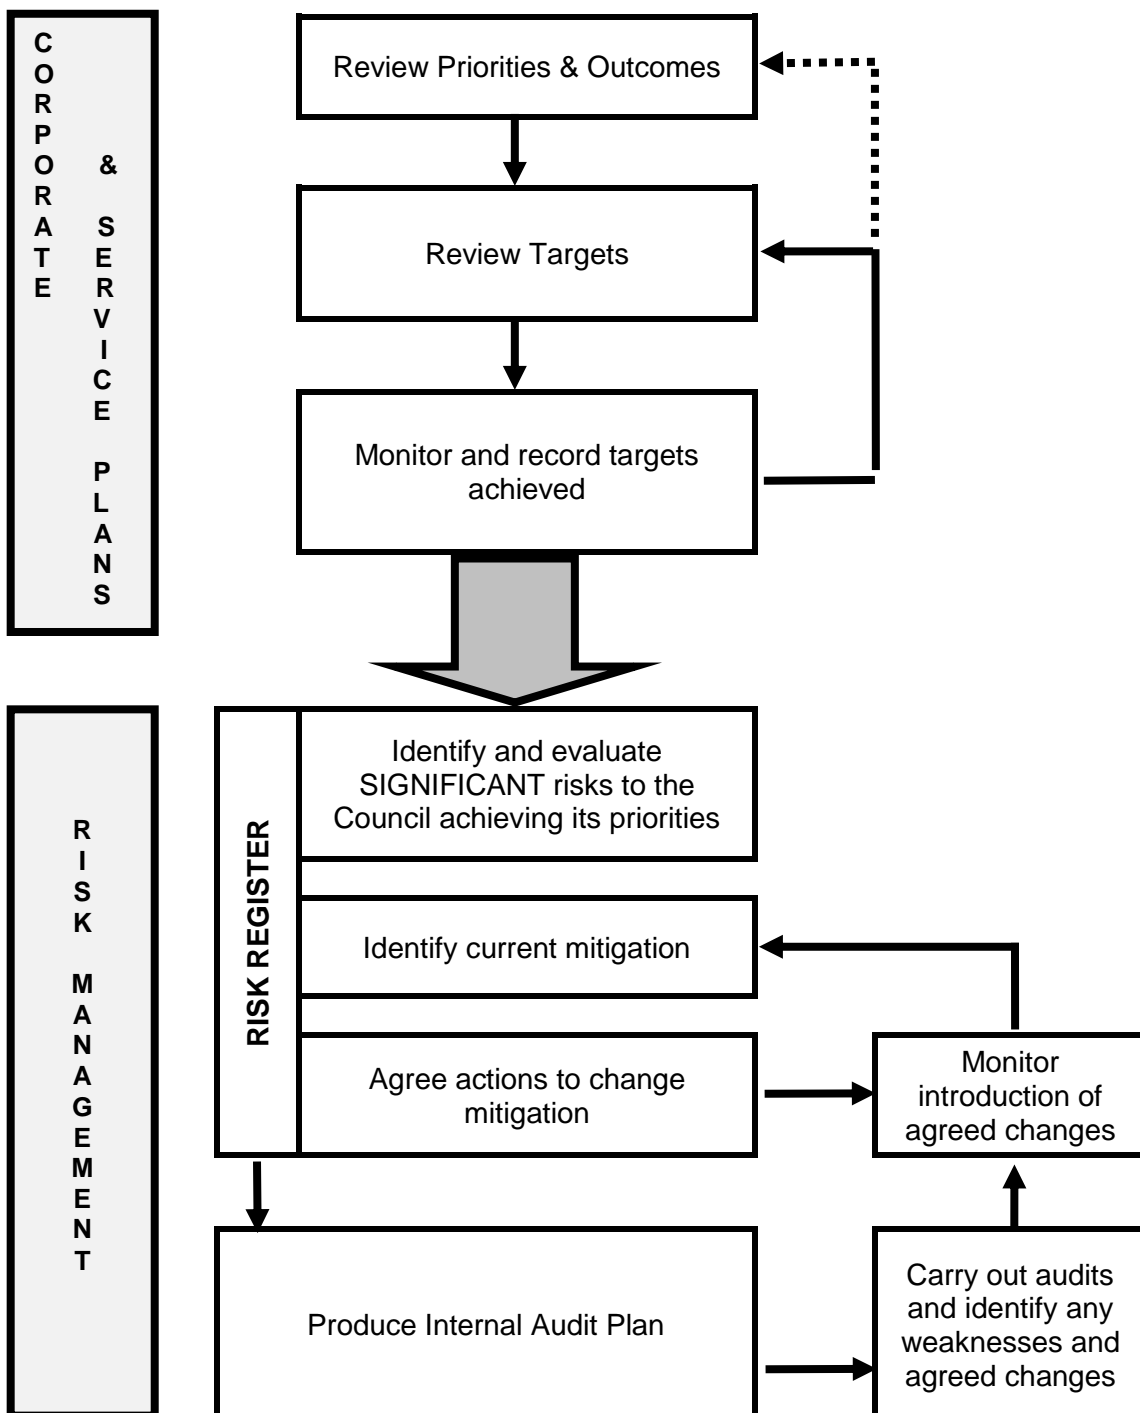 CORPORATE
& SERVICE PLANS
Review Priorities & Outcomes
Review Targets
Monitor and record targets
achieved
RISK MANAGEMENT
RISK REGISTER
Identify and evaluate
SIGNIFICANT risks to the
Council achieving its priorities
Identify current mitigation
Agree actions to change
mitigation
Monitor
introduction of
agreed changes
Produce Internal Audit Plan
Carry out audits
and identify any
weaknesses and
agreed changes